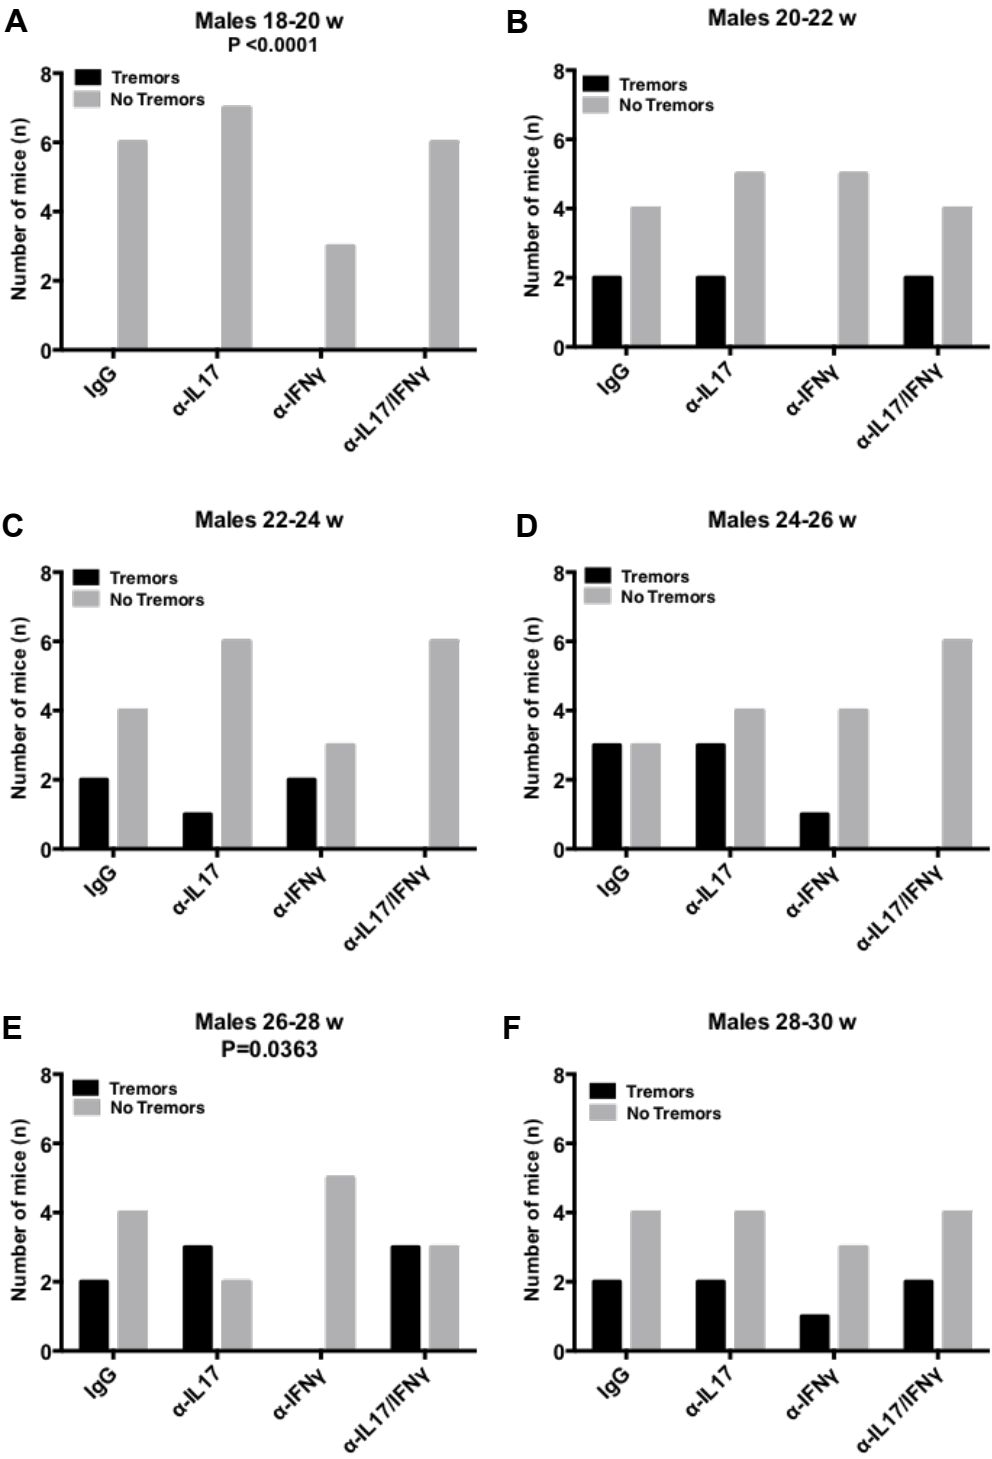 A
Males 18-20 w
P <0.0001
Tremors
No Tremors
Number of mice (n)
8
6
4
2
0
IgG
α-IL17
α-IFNγ
α-IL17/IFNγ
B
Males 20-22 w
Tremors
No Tremors
Number of mice (n)
8
6
4
2
0
IgG
α-IL17
α-IFNγ
α-IL17/IFNγ
C
Males 22-24 w
Tremors
No Tremors
Number of mice (n)
8
6
4
2
0
IgG
α-IL17
α-IFNγ
α-IL17/IFNγ
D
Males 24-26 w
Tremors
No Tremors
Number of mice (n)
8
6
4
2
0
IgG
α-IL17
α-IFNγ
α-IL17/IFNγ
E
Males 26-28 w
P=0.0363
Tremors
No Tremors
Number of mice (n)
8
6
4
2
0
IgG
α-IL17
α-IFNγ
α-IL17/IFNγ
F
Males 28-30 w
Tremors
No Tremors
Number of mice (n)
8
6
4
2
0
IgG
α-IL17
α-IFNγ
α-IL17/IFNγ